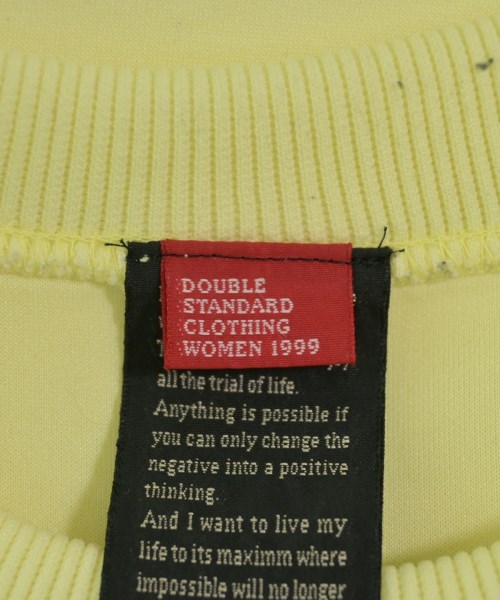 DOUBLE
STANDARD
CLOTHING
WOMEN 1999
all the trial of life.
Anything is possible if
you can only change the
negative into a positive
thinking.
And I want to live my
life to its maximm where
impossible will no longer